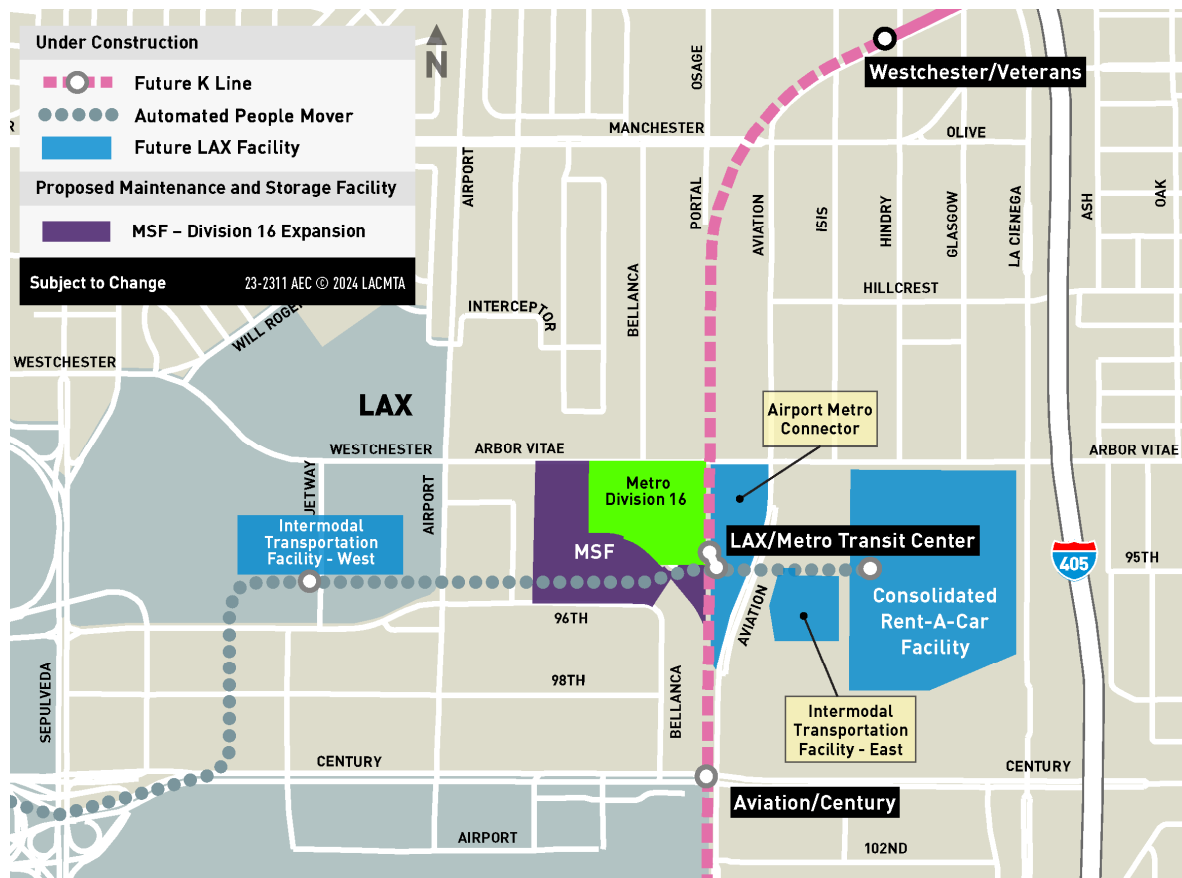 Under Construction
Future K Line
Automated People Mover
Future LAX Facility
Proposed Maintenance and Storage Facility
MSF – Division 16 Expansion
Subject to Change
23-2311 AEC © 2024 LACMTA
N
OSAGE
Westchester/Veterans
MANCHESTER
OLIVE
AIRPORT
PORTAL
AVIATION
ISIS
HINDRY
GLASGOW
LA CIENEGA
ASH
OAK
BELLANCA
HILLCREST
INTERCEPTOR
WILL ROGE
WESTCHESTER
LAX
Airport Metro
Connector
WESTCHESTER
ARBOR VITAE
ARBOR VITAE
JETWAY
AIRPORT
Metro
Division 16
Intermodal
Transportation
Facility - West
MSF
LAX/Metro Transit Center
405
95TH
Consolidated
Rent-A-Car
Facility
AVIATION
96TH
98TH
SEPULVEDA
BELLANCA
Intermodal
Transportation
Facility - East
CENTURY
CENTURY
Aviation/Century
AIRPORT
102ND